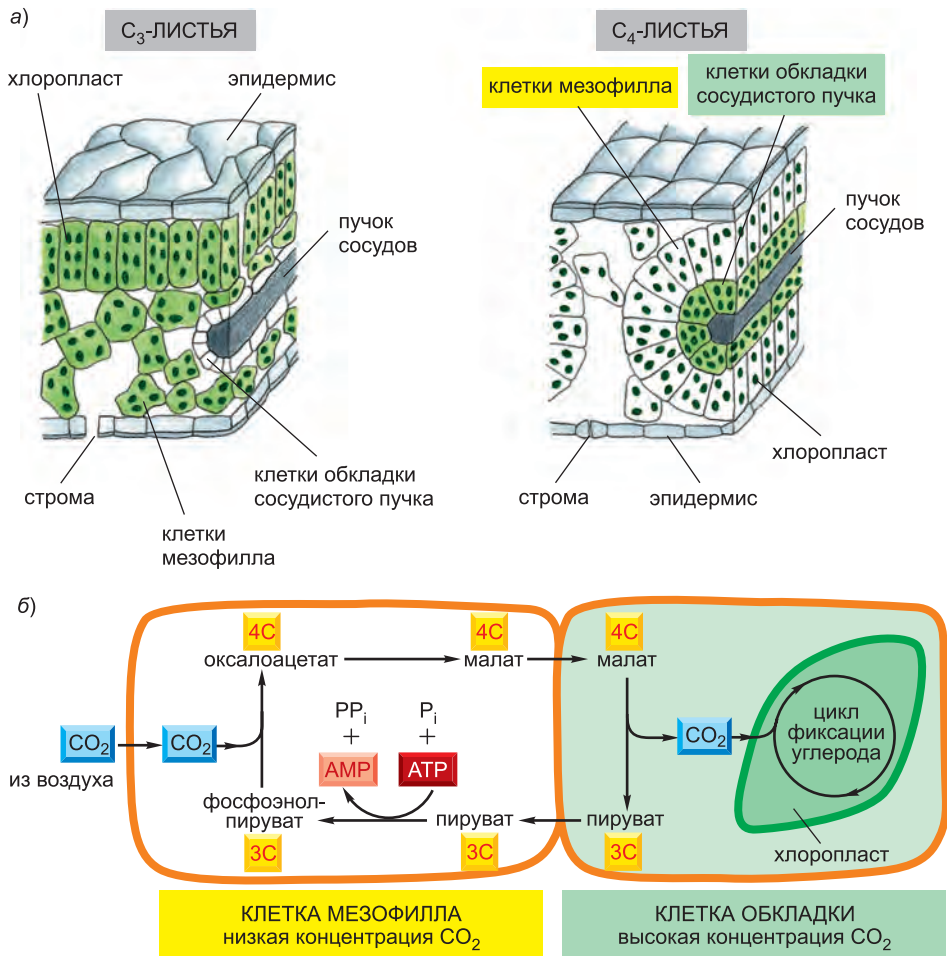 а)
С₃-ЛИСТЬЯ
С₄-ЛИСТЬЯ
хлоропласт
эпидермис
клетки мезофилла
клетки обкладки
сосудистого пучка
пучок
сосудов
пучок
сосудов
строма
клетки обкладки
сосудистого пучка
клетки
мезофилла
хлоропласт
строма
эпидермис
б)
4С
4С
4С
оксалоацетат
малат
малат
CO₂
из воздуха
CO₂
PPᵢ
+
AMP
Pᵢ
+
ATP
CO₂
цикл
фиксации
углерода
фосфоэнол-
пируват
пируват
пируват
3С
3С
3С
хлоропласт
КЛЕТКА МЕЗОФИЛЛА
низкая концентрация CO₂
КЛЕТКА ОБКЛАДКИ
высокая концентрация CO₂